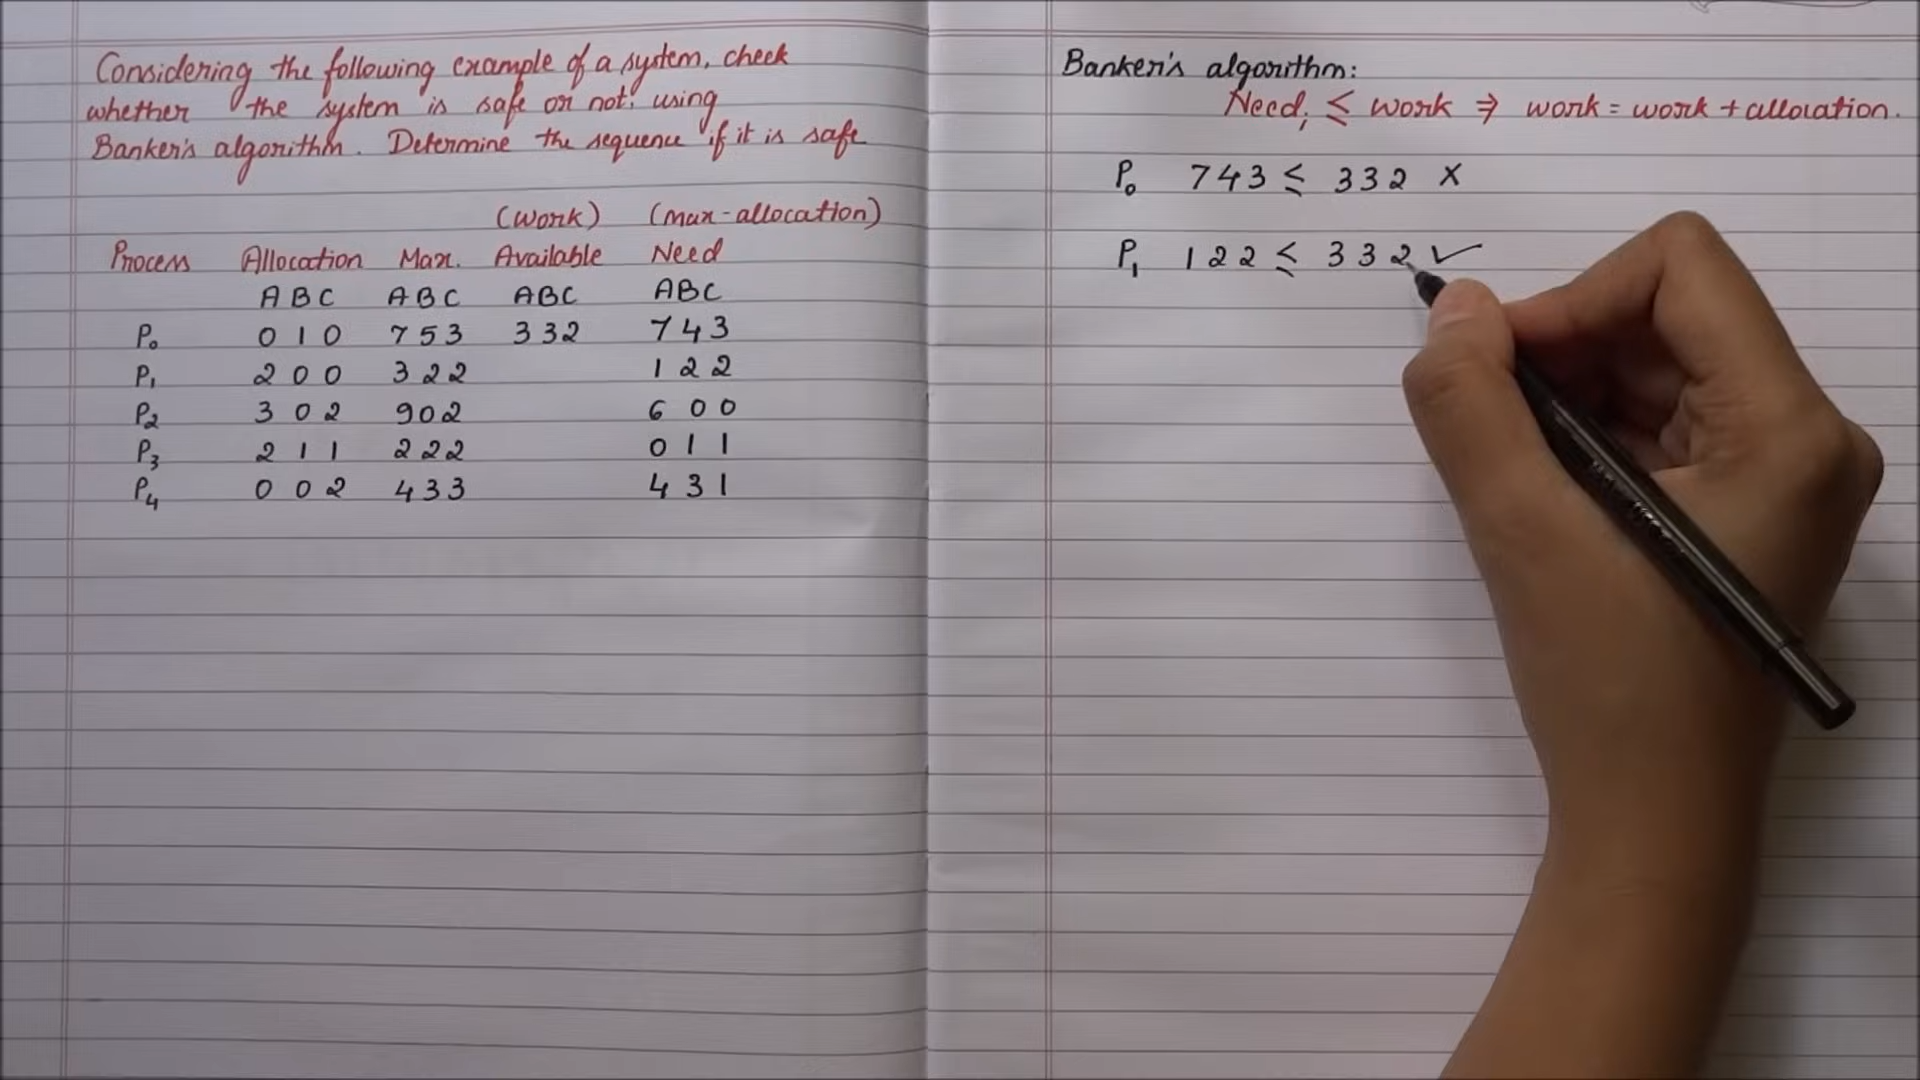 Considering the following example of a system, check
whether the system is safe or not using
Banker's algorithm. Determine the sequence if it is safe
(work) (max-allocation)
Process Allocation Max. Available Need
A B C A B C A B C A B C
P0 0 1 0 7 5 3 3 3 2 7 4 3
P1 2 0 0 3 2 2 1 2 2
P2 3 0 2 9 0 2 6 0 0
P3 2 1 1 2 2 2 0 1 1
P4 0 0 2 4 3 3 4 3 1
Banker's algorithm:
Needi ≤ work ⇒ work = work + allocation.
P0 7 4 3 ≤ 3 3 2 ×
P1 1 2 2 ≤ 3 3 2 ✓